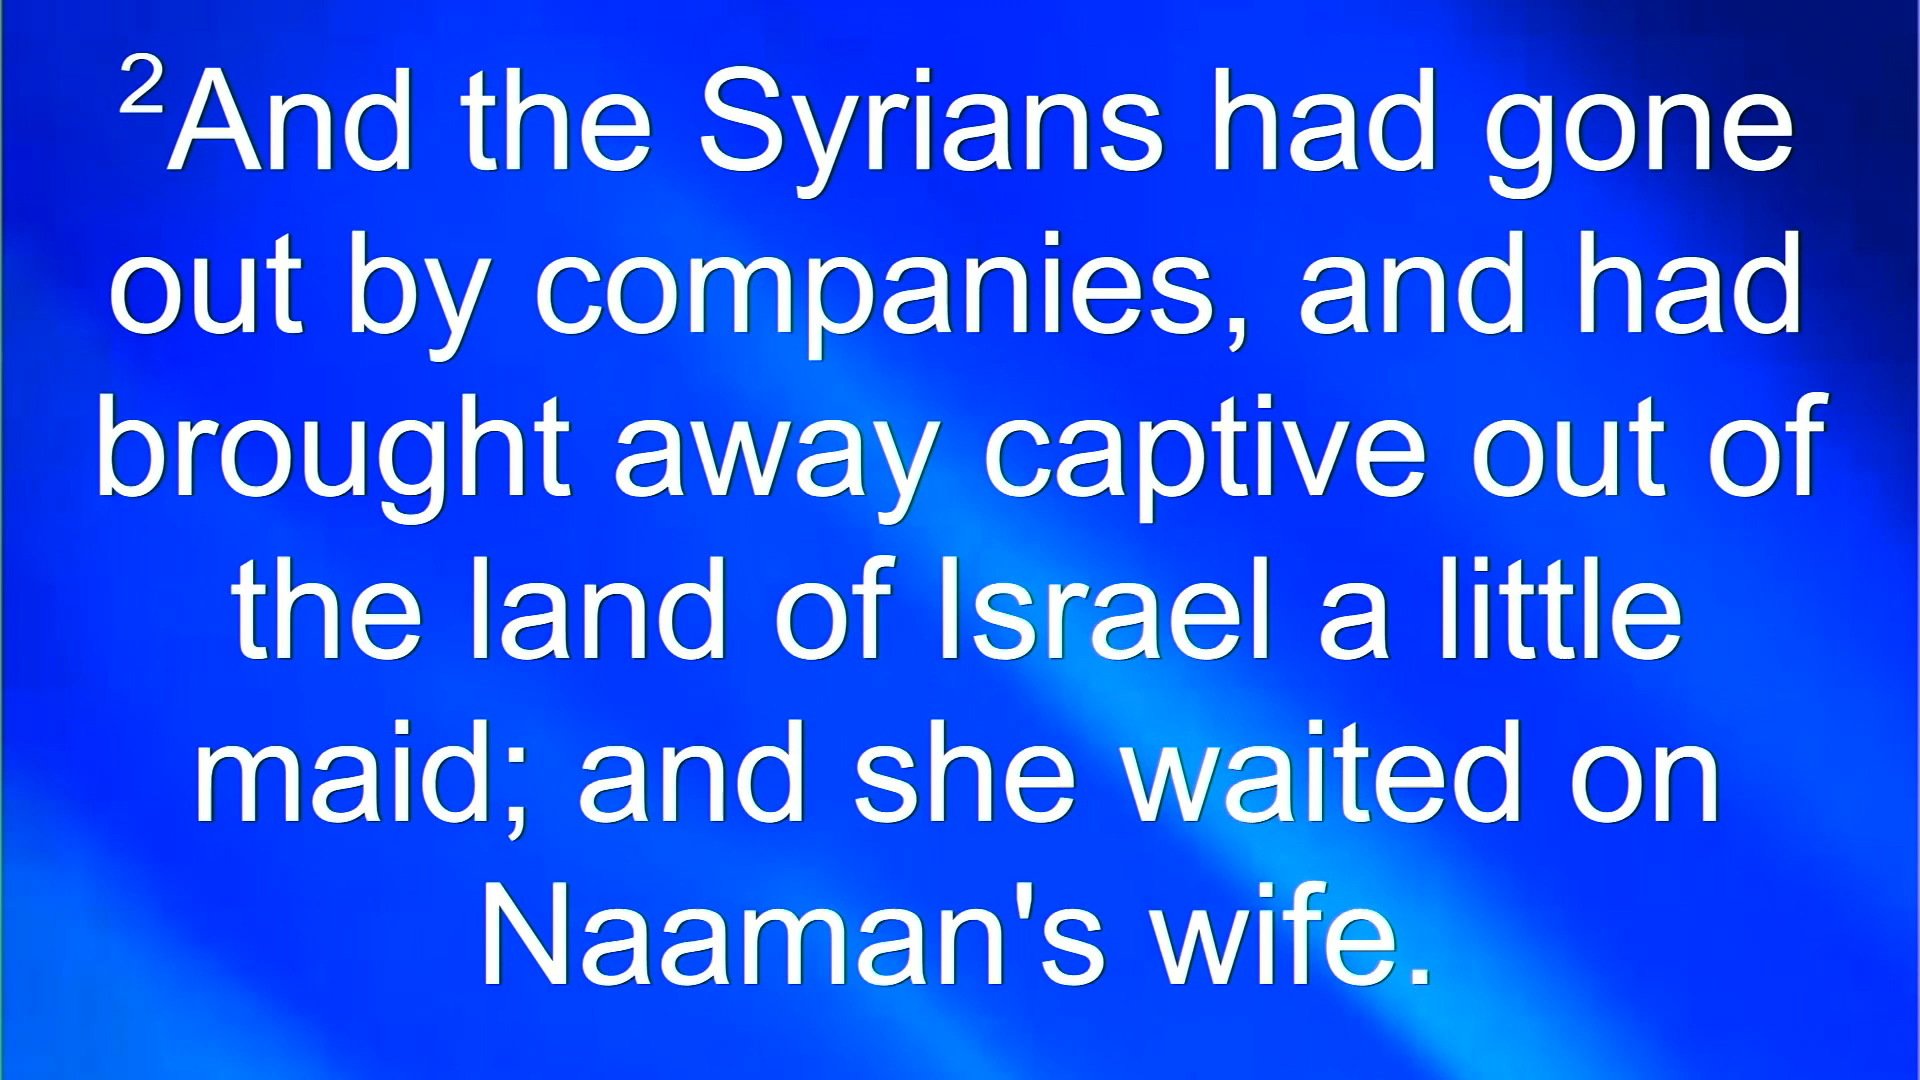 ²And the Syrians had gone
out by companies, and had
brought away captive out of
the land of Israel a little
maid; and she waited on
Naaman's wife.